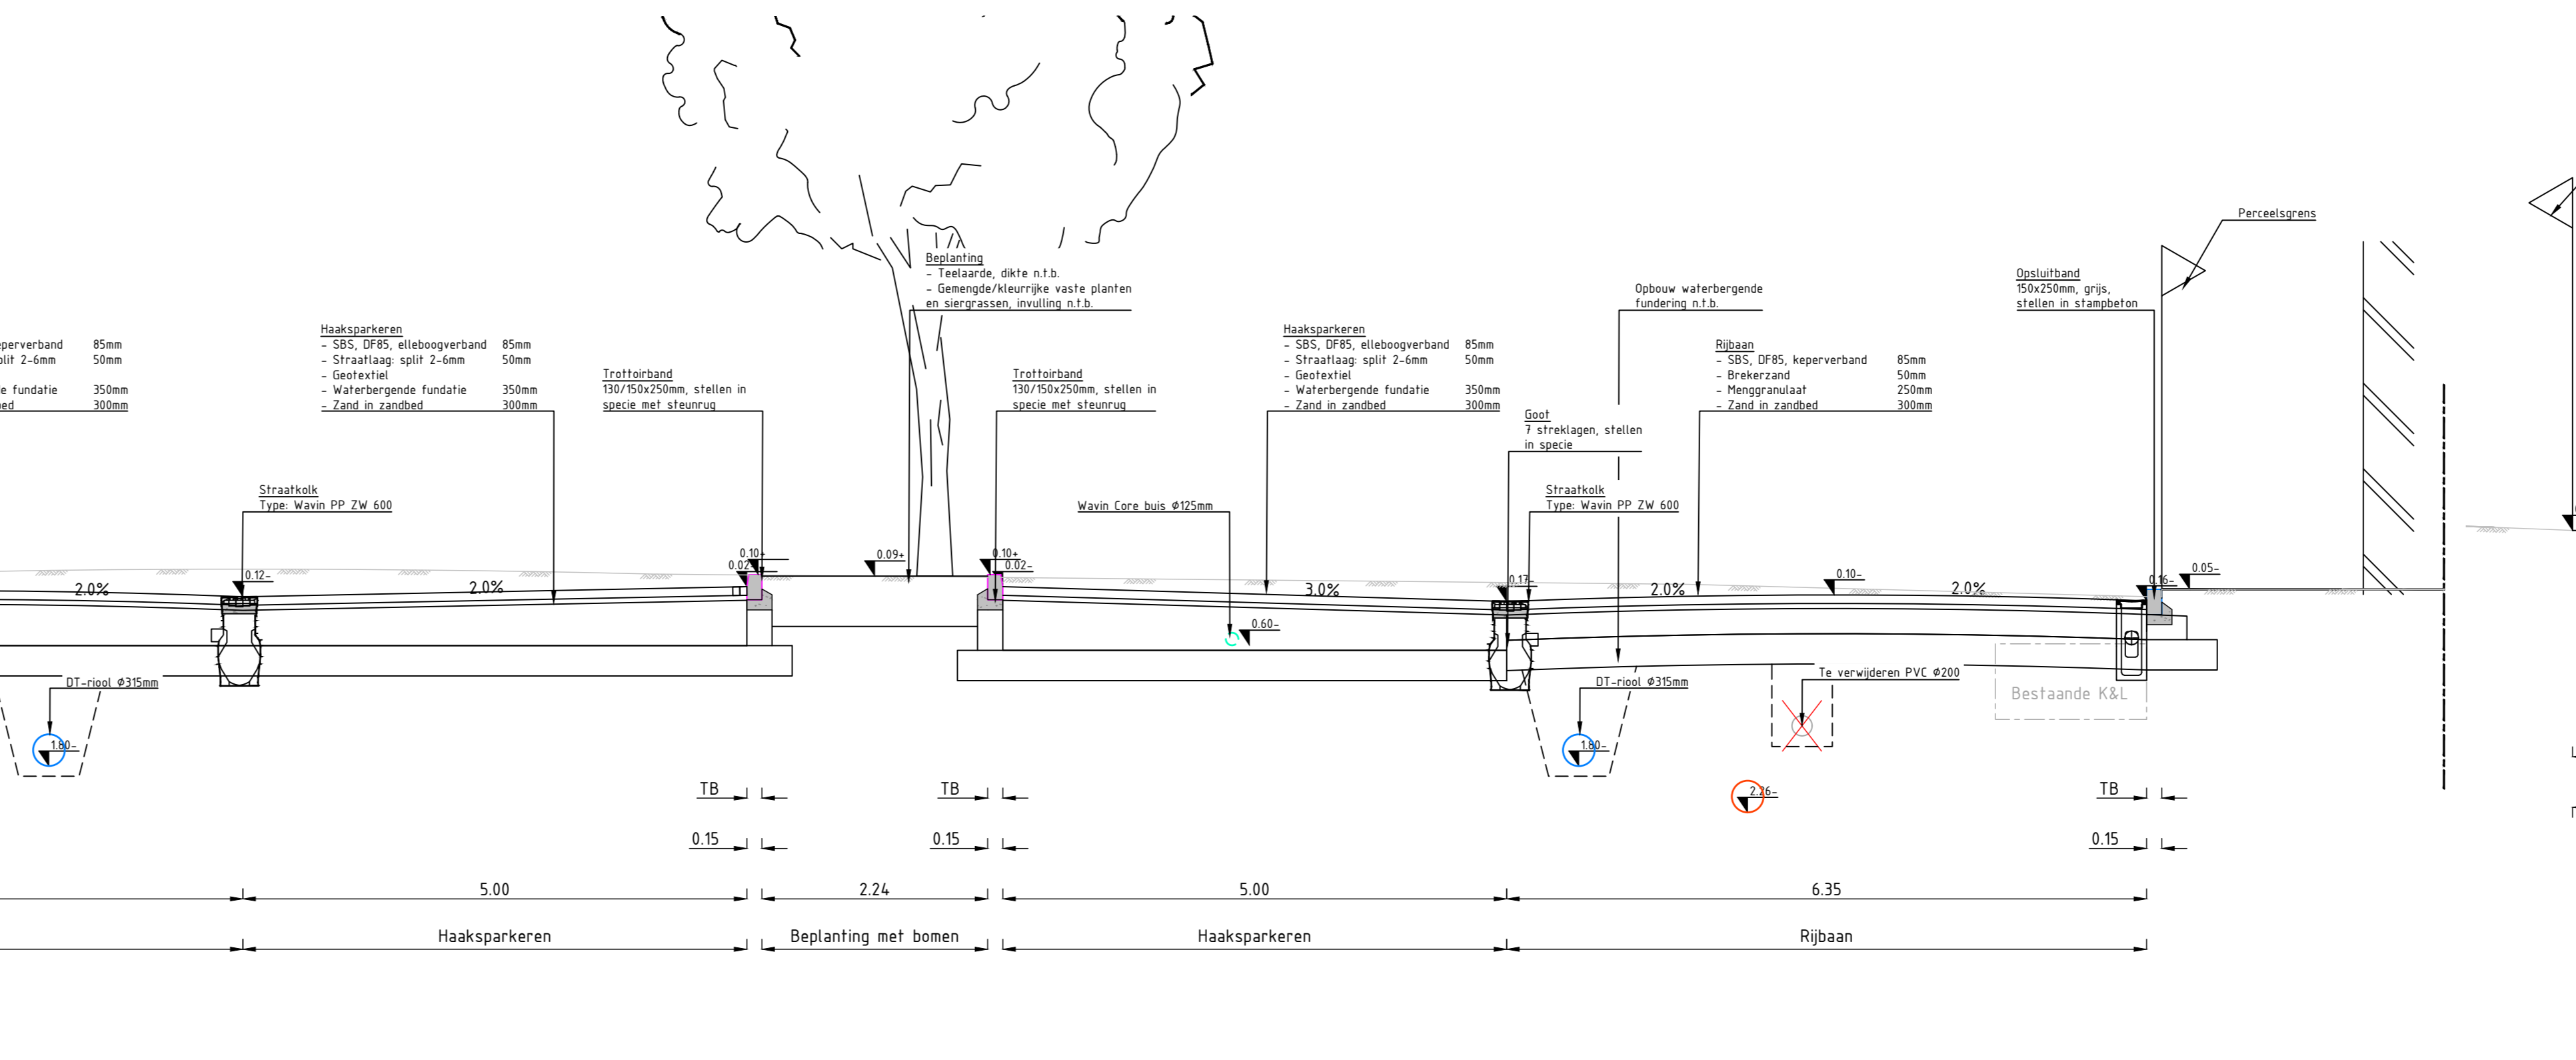 Perceelsgrens
Beplanting
- Teelaarde, dikte n.t.b.
- Gemengde/kleurrijke vaste planten
en siergrassen, invulling n.t.b.
Opbouw waterbergende
fundering n.t.b.
Opsluitband
150x250mm, grijs,
stellen in stampbeton
eperverband 85mm
plit 2-6mm 50mm
e fundatie 350mm
bed 300mm
Haaksparkeren
- SBS, DF85, elleboogverband 85mm
- Straatlaag: split 2-6mm 50mm
- Geotextiel
- Waterbergende fundatie 350mm
- Zand in zandbed 300mm
Trottoirband
130/150x250mm, stellen in
specie met steunrug
Trottoirband
130/150x250mm, stellen in
specie met steunrug
Haaksparkeren
- SBS, DF85, elleboogverband 85mm
- Straatlaag: split 2-6mm 50mm
- Geotextiel
- Waterbergende fundatie 350mm
- Zand in zandbed 300mm
Goot
7 streklagen, stellen
in specie
Rijbaan
- SBS, DF85, keperverband 85mm
- Brekerzand 50mm
- Menggranulaat 250mm
- Zand in zandbed 300mm
Straatkolk
Type: Wavin PP ZW 600
Wavin Core buis Ø125mm
Straatkolk
Type: Wavin PP ZW 600
0.10+ 0.09+ 0.10+
0.02- 0.02-
2.0% 0.12- 2.0% 3.0% 0.17- 2.0% 0.10- 2.0% 0.16- 0.05-
0.60-
DT-riool Ø315mm DT-riool Ø315mm Te verwijderen PVC Ø200 Bestaande K&L
1.80- 1.80-
2.26-
TB TB TB
0.15 0.15 0.15
5.00 2.24 5.00 6.35
Haaksparkeren Beplanting met bomen Haaksparkeren Rijbaan